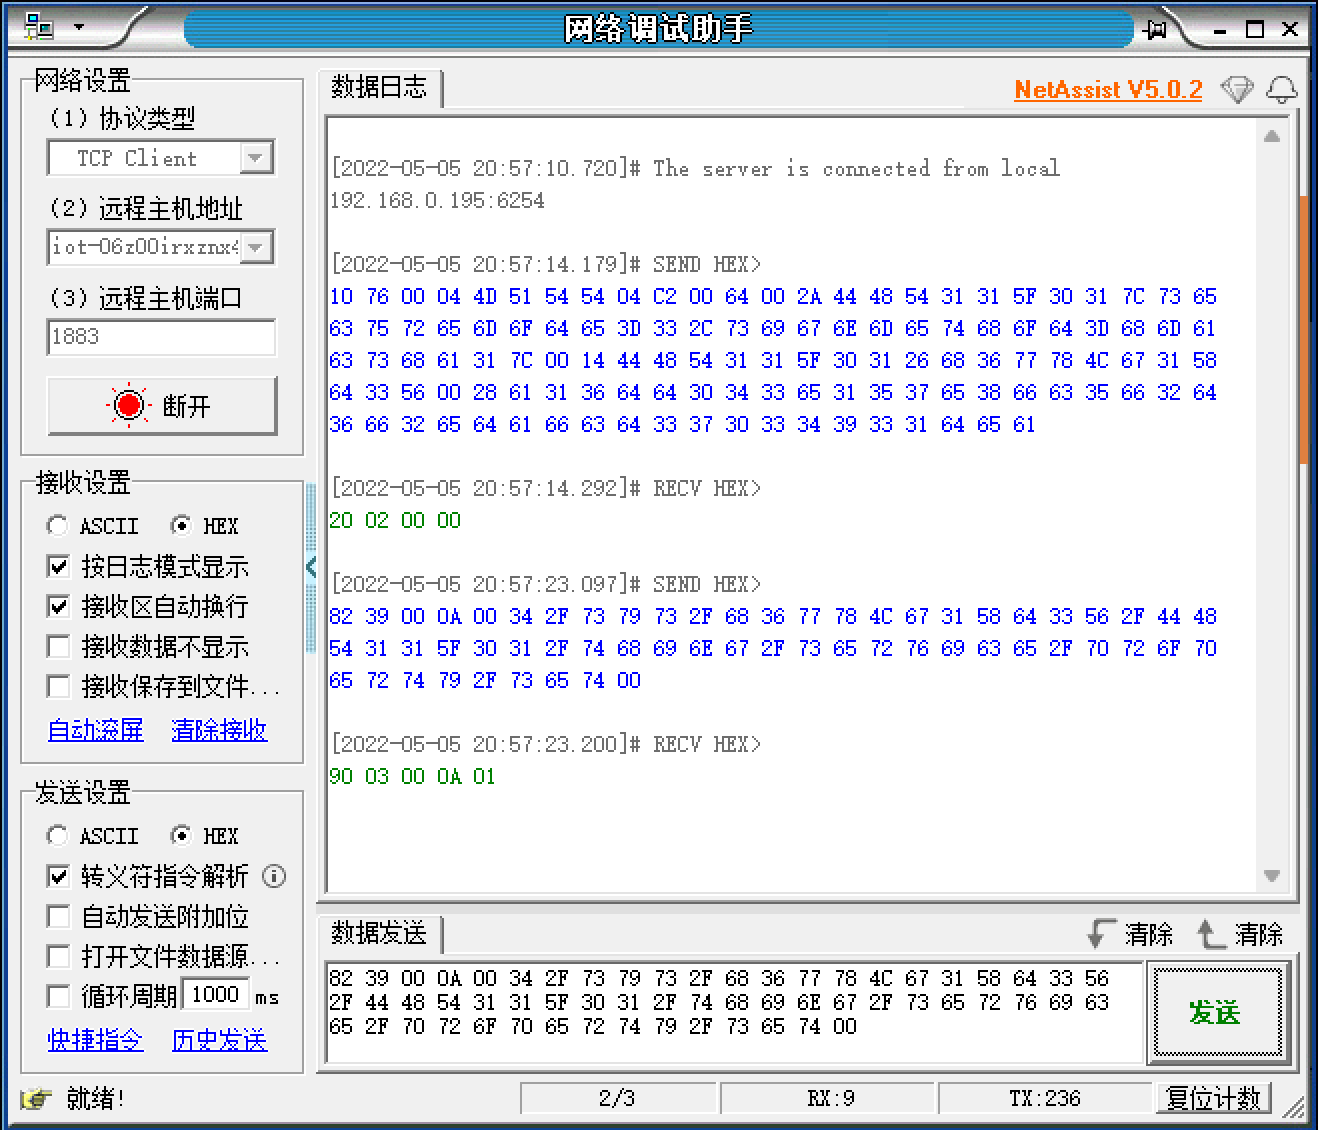 网络调试助手
网络设置
(1) 协议类型
TCP Client
(2) 远程主机地址
iot-06z00irxznx4
(3) 远程主机端口
1883
断开
接收设置
ASCII HEX
按日志模式显示
接收区自动换行
接收数据不显示
接收保存到文件...
自动滚屏 清除接收
发送设置
ASCII HEX
转义符指令解析
自动发送附加位
打开文件数据源...
循环周期 1000 ms
快捷指令 历史发送
数据日志
NetAssist V5.0.2
[2022-05-05 20:57:10.720]# The server is connected from local
192.168.0.195:6254
[2022-05-05 20:57:14.179]# SEND HEX>
10 76 00 04 4D 51 54 54 04 C2 00 64 00 2A 44 48 54 31 31 5F 30 31 7C 73 65
63 75 72 65 6D 6F 64 65 3D 33 2C 73 69 67 6E 6D 65 74 68 6F 64 3D 68 6D 61
63 73 68 61 31 7C 00 14 44 48 54 31 31 5F 30 31 26 68 36 77 78 4C 67 31 58
64 33 56 00 28 61 31 36 64 64 30 34 33 65 31 35 37 65 38 66 63 35 66 32 64
36 66 32 65 64 61 66 63 64 33 37 30 33 34 39 33 31 64 65 61
[2022-05-05 20:57:14.292]# RECV HEX>
20 02 00 00
[2022-05-05 20:57:23.097]# SEND HEX>
82 39 00 0A 00 34 2F 73 79 73 2F 68 36 77 78 4C 67 31 58 64 33 56 2F 44 48
54 31 31 5F 30 31 2F 74 68 69 6E 67 2F 73 65 72 76 69 63 65 2F 70 72 6F 70
65 72 74 79 2F 73 65 74 00
[2022-05-05 20:57:23.200]# RECV HEX>
90 03 00 0A 01
数据发送 清除 清除
82 39 00 0A 00 34 2F 73 79 73 2F 68 36 77 78 4C 67 31 58 64 33 56
2F 44 48 54 31 31 5F 30 31 2F 74 68 69 6E 67 2F 73 65 72 76 69 63
65 2F 70 72 6F 70 65 72 74 79 2F 73 65 74 00
发送
就绪! 2/3 RX:9 TX:236 复位计数